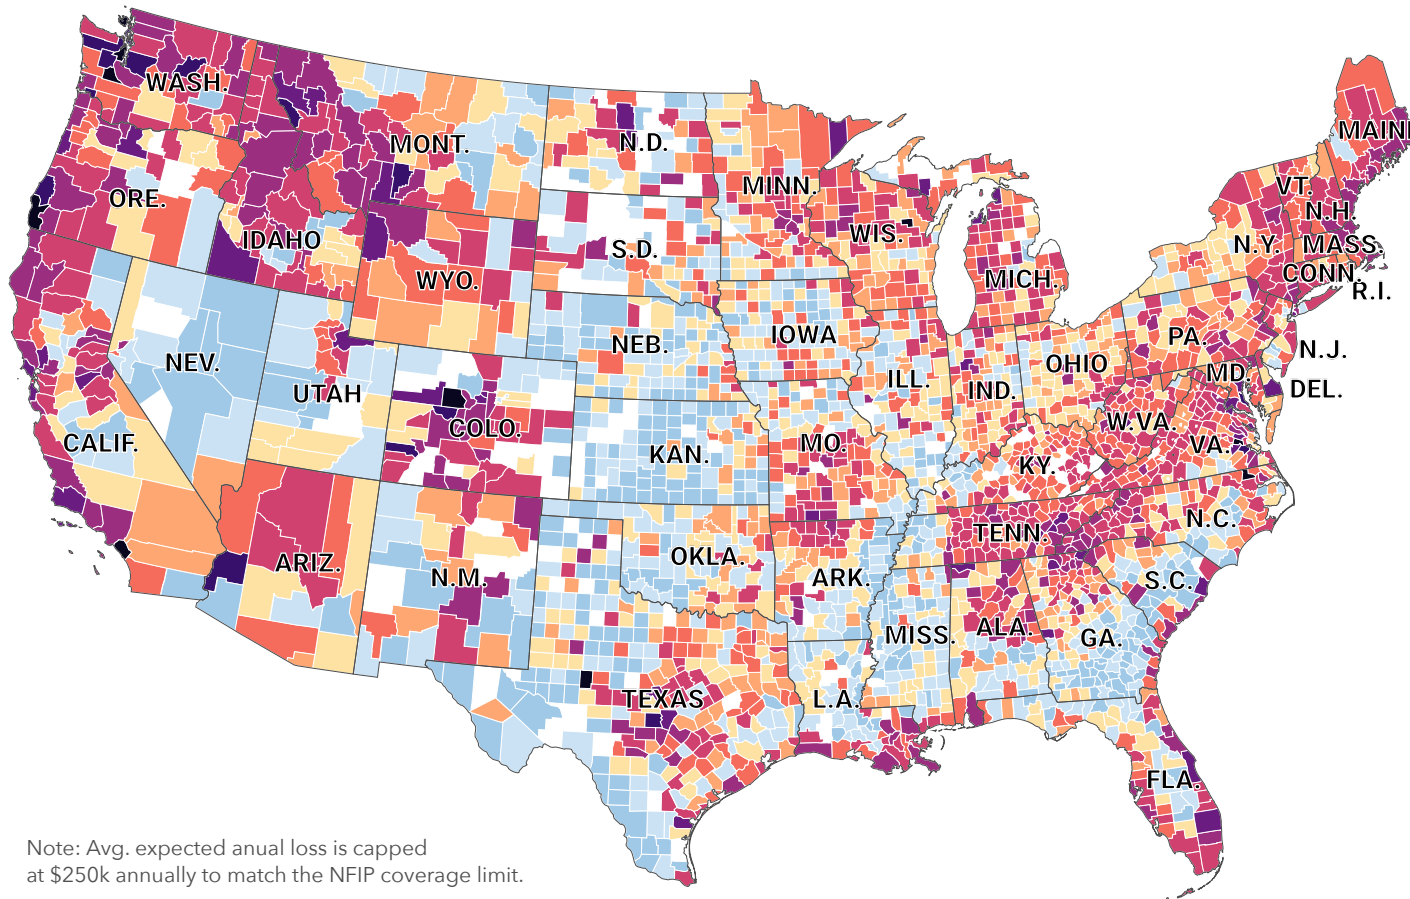 WASH.
MONT.
N.D.
MINN.
MAIN
ORE.
IDAHO
WYO.
S.D.
WIS.
MICH.
VT.
N.H.
N.Y.
MASS.
CONN.
R.I.
NEV.
UTAH
NEB.
IOWA
ILL.
IND.
OHIO
PA.
N.J.
MD.
DEL.
CALIF.
COLO.
KAN.
MO.
KY.
W.VA.
VA.
ARIZ.
N.M.
OKLA.
ARK.
TENN.
N.C.
S.C.
TEXAS
L.A.
MISS.
ALA.
GA.
FLA.
Note: Avg. expected anual loss is capped
at $250k annually to match the NFIP coverage limit.